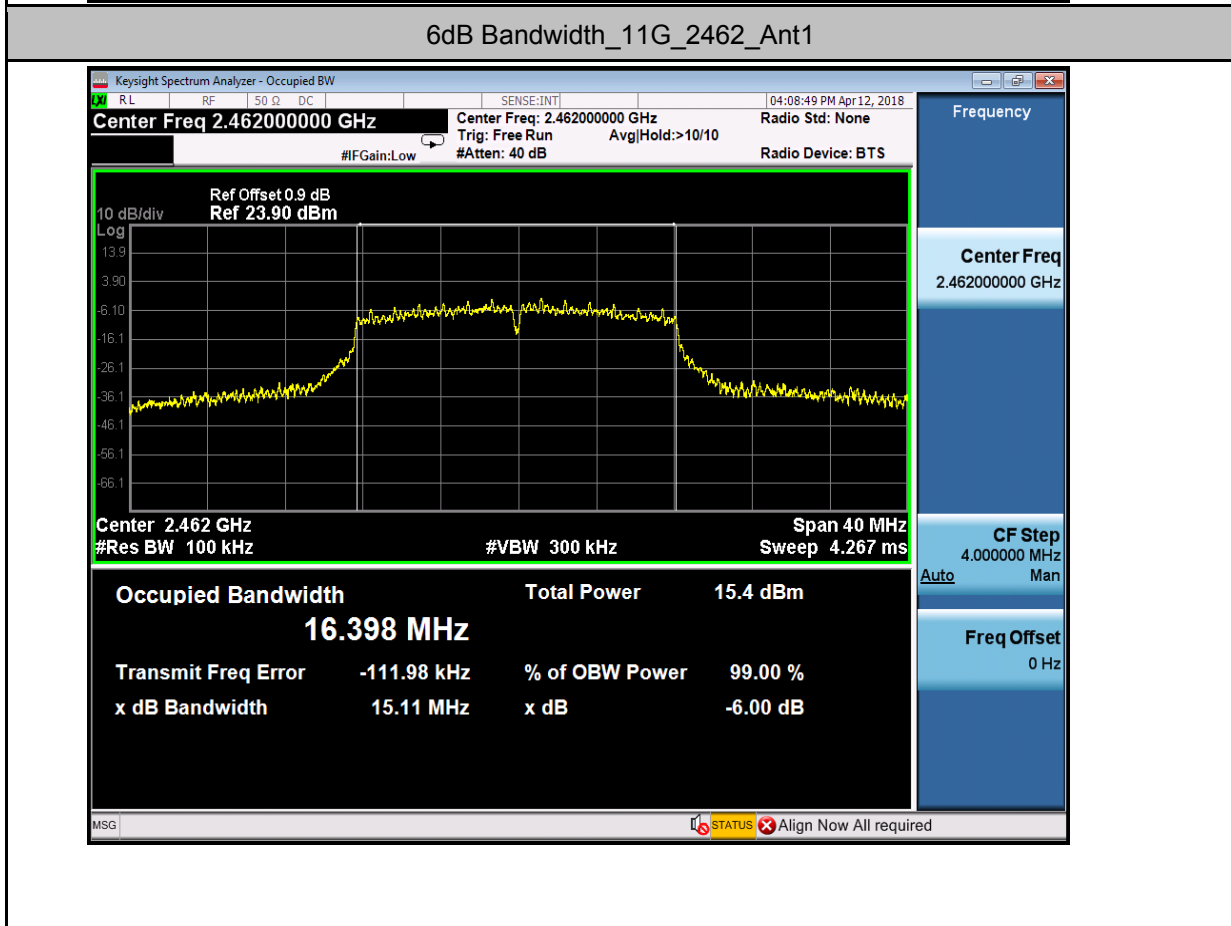 6dB Bandwidth_11G_2462_Ant1
Keysight Spectrum Analyzer - Occupied BW
LXI RL RF 50 Ω DC SENSE:INT 04:08:49 PM Apr 12, 2018
Center Freq 2.462000000 GHz Center Freq: 2.462000000 GHz Radio Std: None
Trig: Free Run Avg|Hold:>10/10
#IFGain:Low #Atten: 40 dB Radio Device: BTS
Ref Offset 0.9 dB
10 dB/div Ref 23.90 dBm
Log
13.9
3.90
-6.10
-16.1
-26.1
-36.1
-46.1
-56.1
-66.1
Center 2.462 GHz Span 40 MHz
#Res BW 100 kHz #VBW 300 kHz Sweep 4.267 ms
Occupied Bandwidth Total Power 15.4 dBm
16.398 MHz
Transmit Freq Error -111.98 kHz % of OBW Power 99.00 %
x dB Bandwidth 15.11 MHz x dB -6.00 dB
Frequency
Center Freq
2.462000000 GHz
CF Step
4.000000 MHz
Auto Man
Freq Offset
0 Hz
MSG STATUS Align Now All required